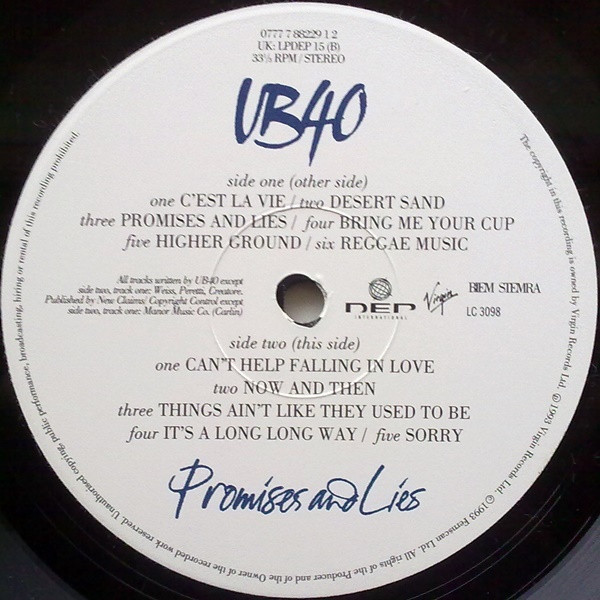 0777 7 88229 1 2
UK: LPDEP 15 (B)
33⅓ RPM / STEREO
UB40
side one (other side)
one C'EST LA VIE / two DESERT SAND
three PROMISES AND LIES / four BRING ME YOUR CUP
five HIGHER GROUND / six REGGAE MUSIC
All tracks written by UB40 except
side two, track one: Weiss, Peretti, Creatore.
Published by New Claims/ Copyright Control except
side two, track one: Manor Music Co. (Carlin)
DEP
INTERNATIONAL
Virgin
BIEM STEMRA
LC 3098
side two (this side)
one CAN'T HELP FALLING IN LOVE
two NOW AND THEN
three THINGS AIN'T LIKE THEY USED TO BE
four IT'S A LONG LONG WAY / five SORRY
Promises and Lies
The copyright in this recording is owned by Virgin Records Ltd. ℗ 1993 Virgin Records Ltd. © 1993 Fernscan Ltd. All rights of the Producer and of the Owner of the recorded work reserved. Unauthorised copying, public performance, broadcasting, hiring or rental of this recording prohibited.